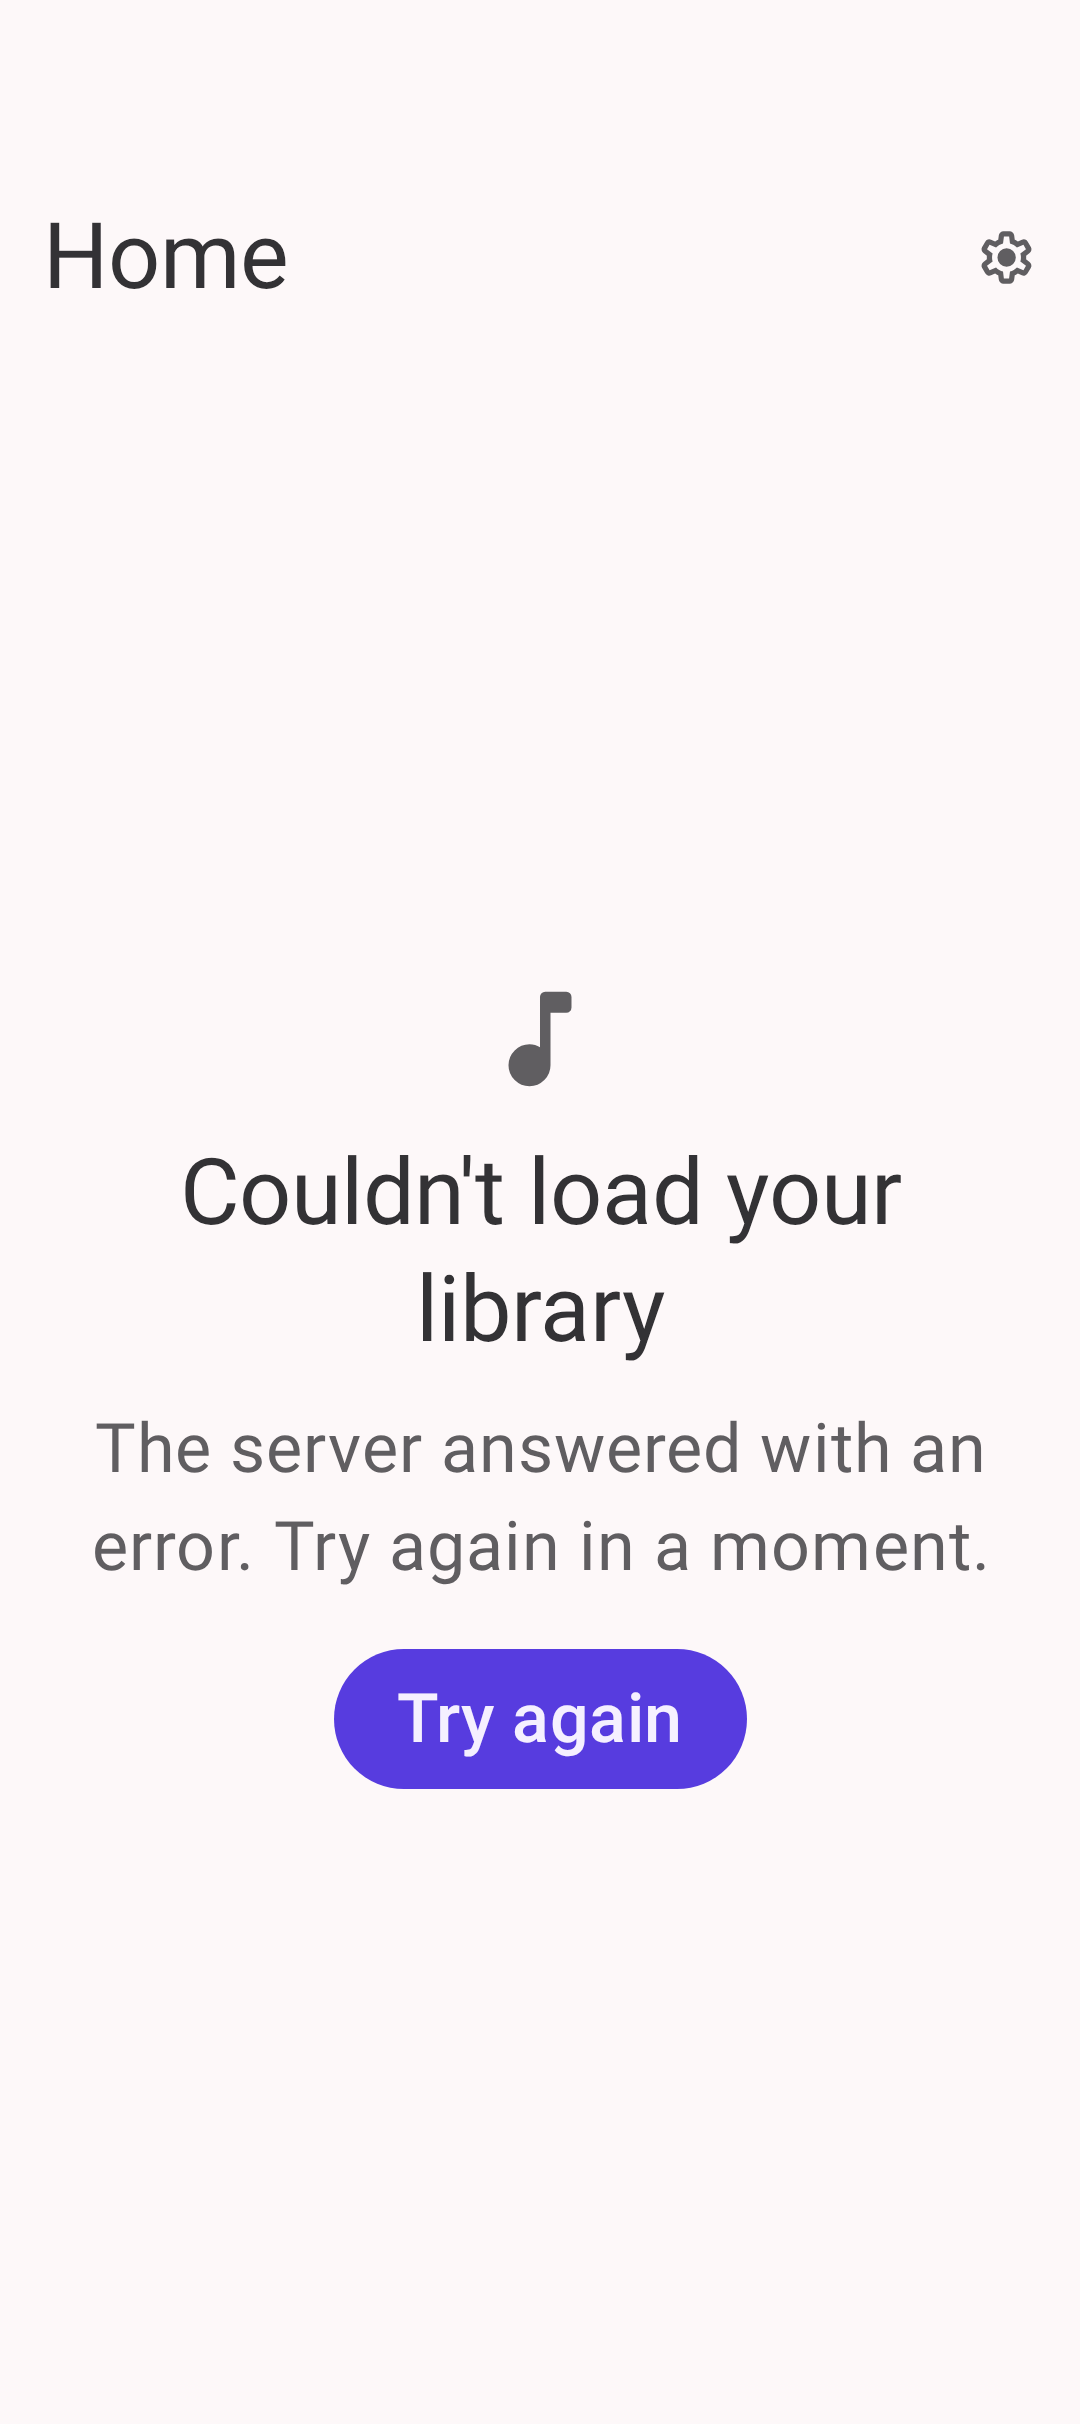 Home
Couldn't load your
library
The server answered with an
error. Try again in a moment.
Try again